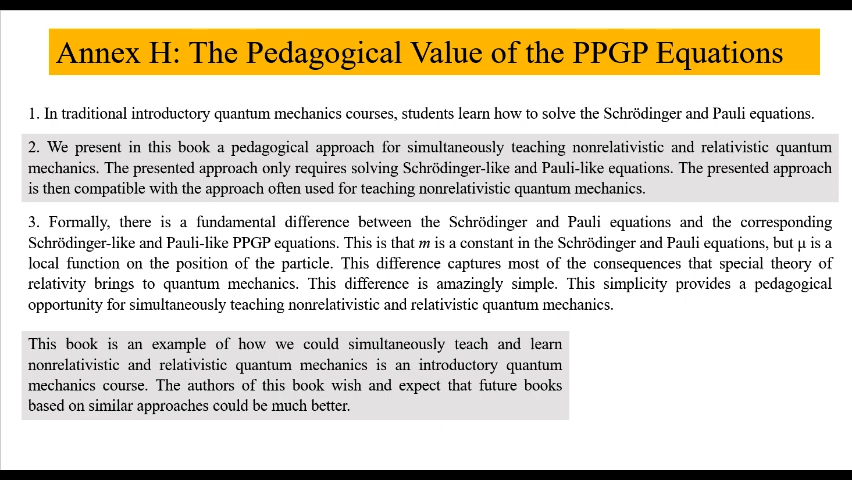 Annex H: The Pedagogical Value of the PPGP Equations
1. In traditional introductory quantum mechanics courses, students learn how to solve the Schrödinger and Pauli equations.
2. We present in this book a pedagogical approach for simultaneously teaching nonrelativistic and relativistic quantum
mechanics. The presented approach only requires solving Schrödinger-like and Pauli-like equations. The presented approach
is then compatible with the approach often used for teaching nonrelativistic quantum mechanics.
3. Formally, there is a fundamental difference between the Schrödinger and Pauli equations and the corresponding
Schrödinger-like and Pauli-like PPGP equations. This is that m is a constant in the Schrödinger and Pauli equations, but μ is a
local function on the position of the particle. This difference captures most of the consequences that special theory of
relativity brings to quantum mechanics. This difference is amazingly simple. This simplicity provides a pedagogical
opportunity for simultaneously teaching nonrelativistic and relativistic quantum mechanics.
This book is an example of how we could simultaneously teach and learn
nonrelativistic and relativistic quantum mechanics is an introductory quantum
mechanics course. The authors of this book wish and expect that future books
based on similar approaches could be much better.